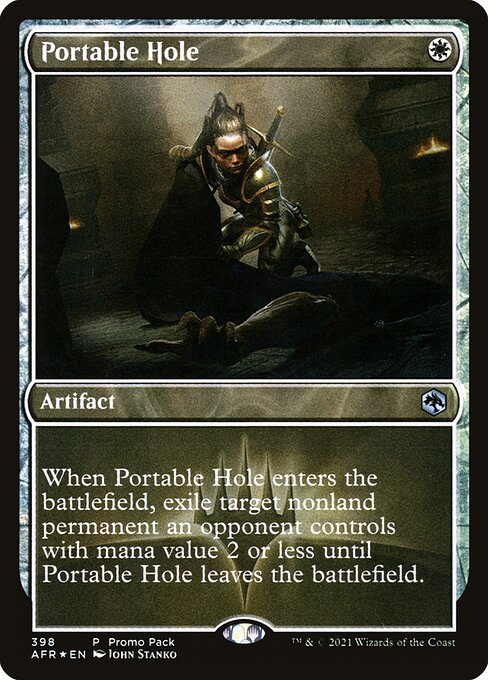 Portable Hole
Artifact
When Portable Hole enters the
battlefield, exile target nonland
permanent an opponent controls
with mana value 2 or less until
Portable Hole leaves the battlefield.
398 P Promo Pack
AFR★EN John Stanko
™ & © 2021 Wizards of the Coast